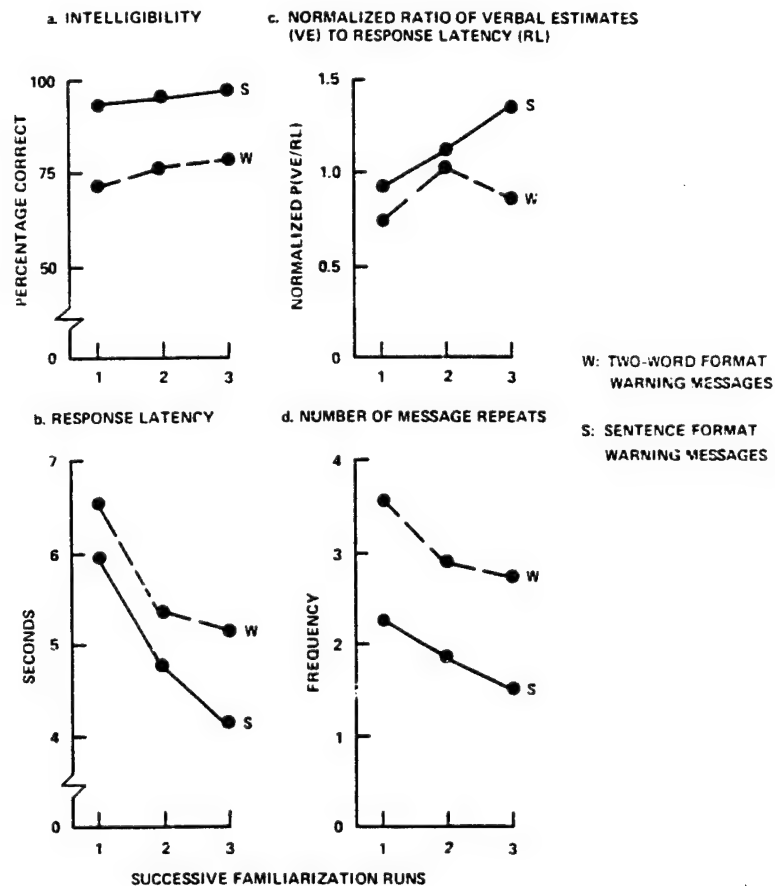 a. INTELLIGIBILITY
100
75
50
0
PERCENTAGE CORRECT
S
W
1 2 3
c. NORMALIZED RATIO OF VERBAL ESTIMATES
(VE) TO RESPONSE LATENCY (RL)
1.5
1.0
0.5
0
NORMALIZED P(VE/RL)
S
W
1 2 3
W: TWO-WORD FORMAT
WARNING MESSAGES
S: SENTENCE FORMAT
WARNING MESSAGES
b. RESPONSE LATENCY
7
6
5
4
0
SECONDS
W
S
1 2 3
d. NUMBER OF MESSAGE REPEATS
4
3
2
1
0
FREQUENCY
W
S
1 2 3
SUCCESSIVE FAMILIARIZATION RUNS